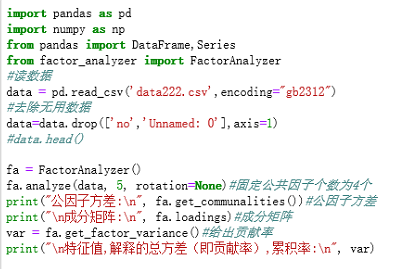 import pandas as pd
import numpy as np
from pandas import DataFrame,Series
from factor_analyzer import FactorAnalyzer
#读数据
data = pd.read_csv('data222.csv',encoding="gb2312")
#去除无用数据
data=data.drop(['no','Unnamed: 0'],axis=1)
#data.head()
fa = FactorAnalyzer()
fa.analyze(data, 5, rotation=None)#固定公共因子个数为4个
print("公因子方差:\n", fa.get_communalities())#公因子方差
print("\n成分矩阵:\n", fa.loadings)#成分矩阵
var = fa.get_factor_variance()#给出贡献率
print("\n特征值,解释的总方差（即贡献率）,累积率:\n", var)